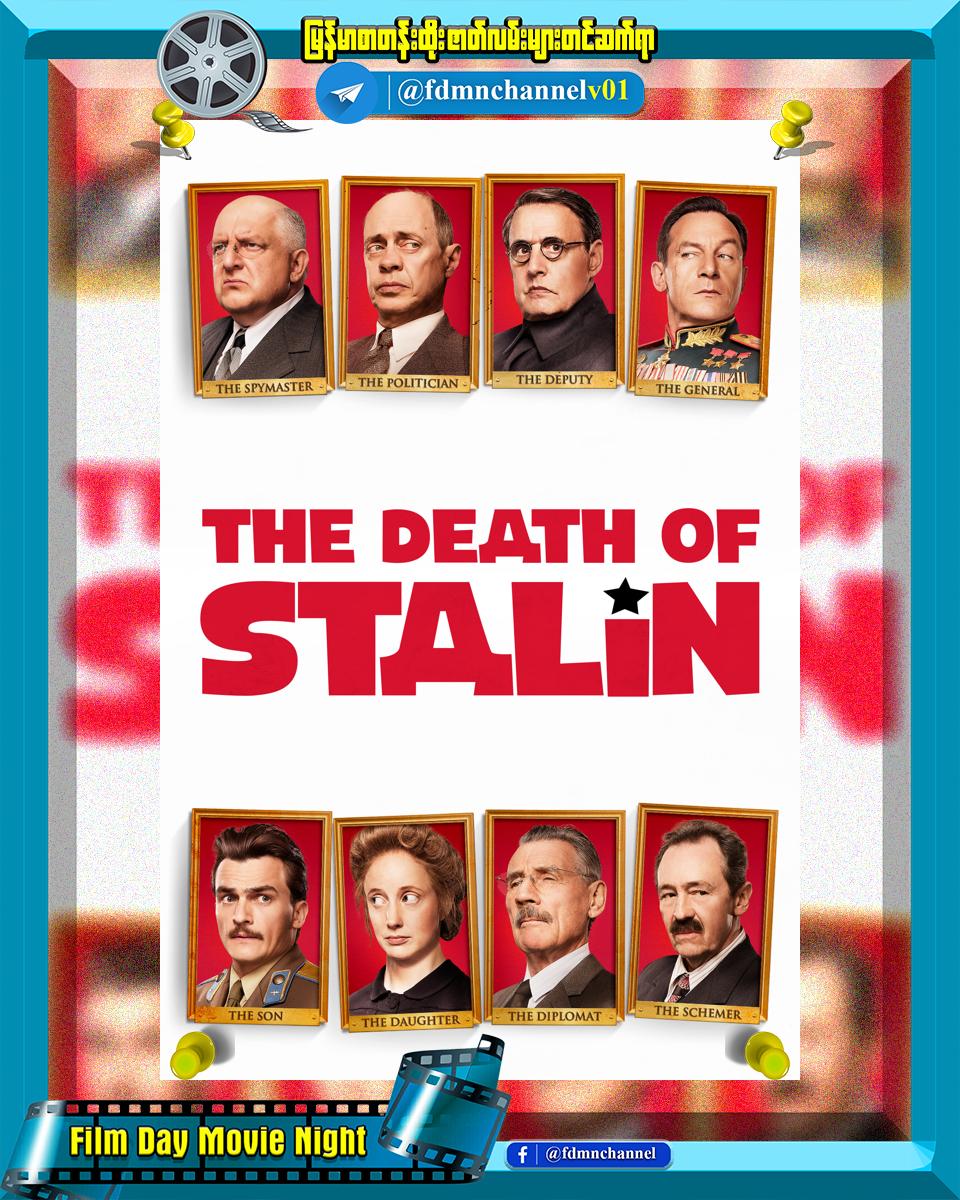 မြန်မာစာတန်းထိုးဇာတ်လမ်းများတင်ဆက်ရာ
@fdmnchannelv01
THE SPYMASTER
THE POLITICIAN
THE DEPUTY
THE GENERAL
THE DEATH OF
STALiN
THE SON
THE DAUGHTER
THE DIPLOMAT
THE SCHEMER
Film Day Movie Night
@fdmnchannel